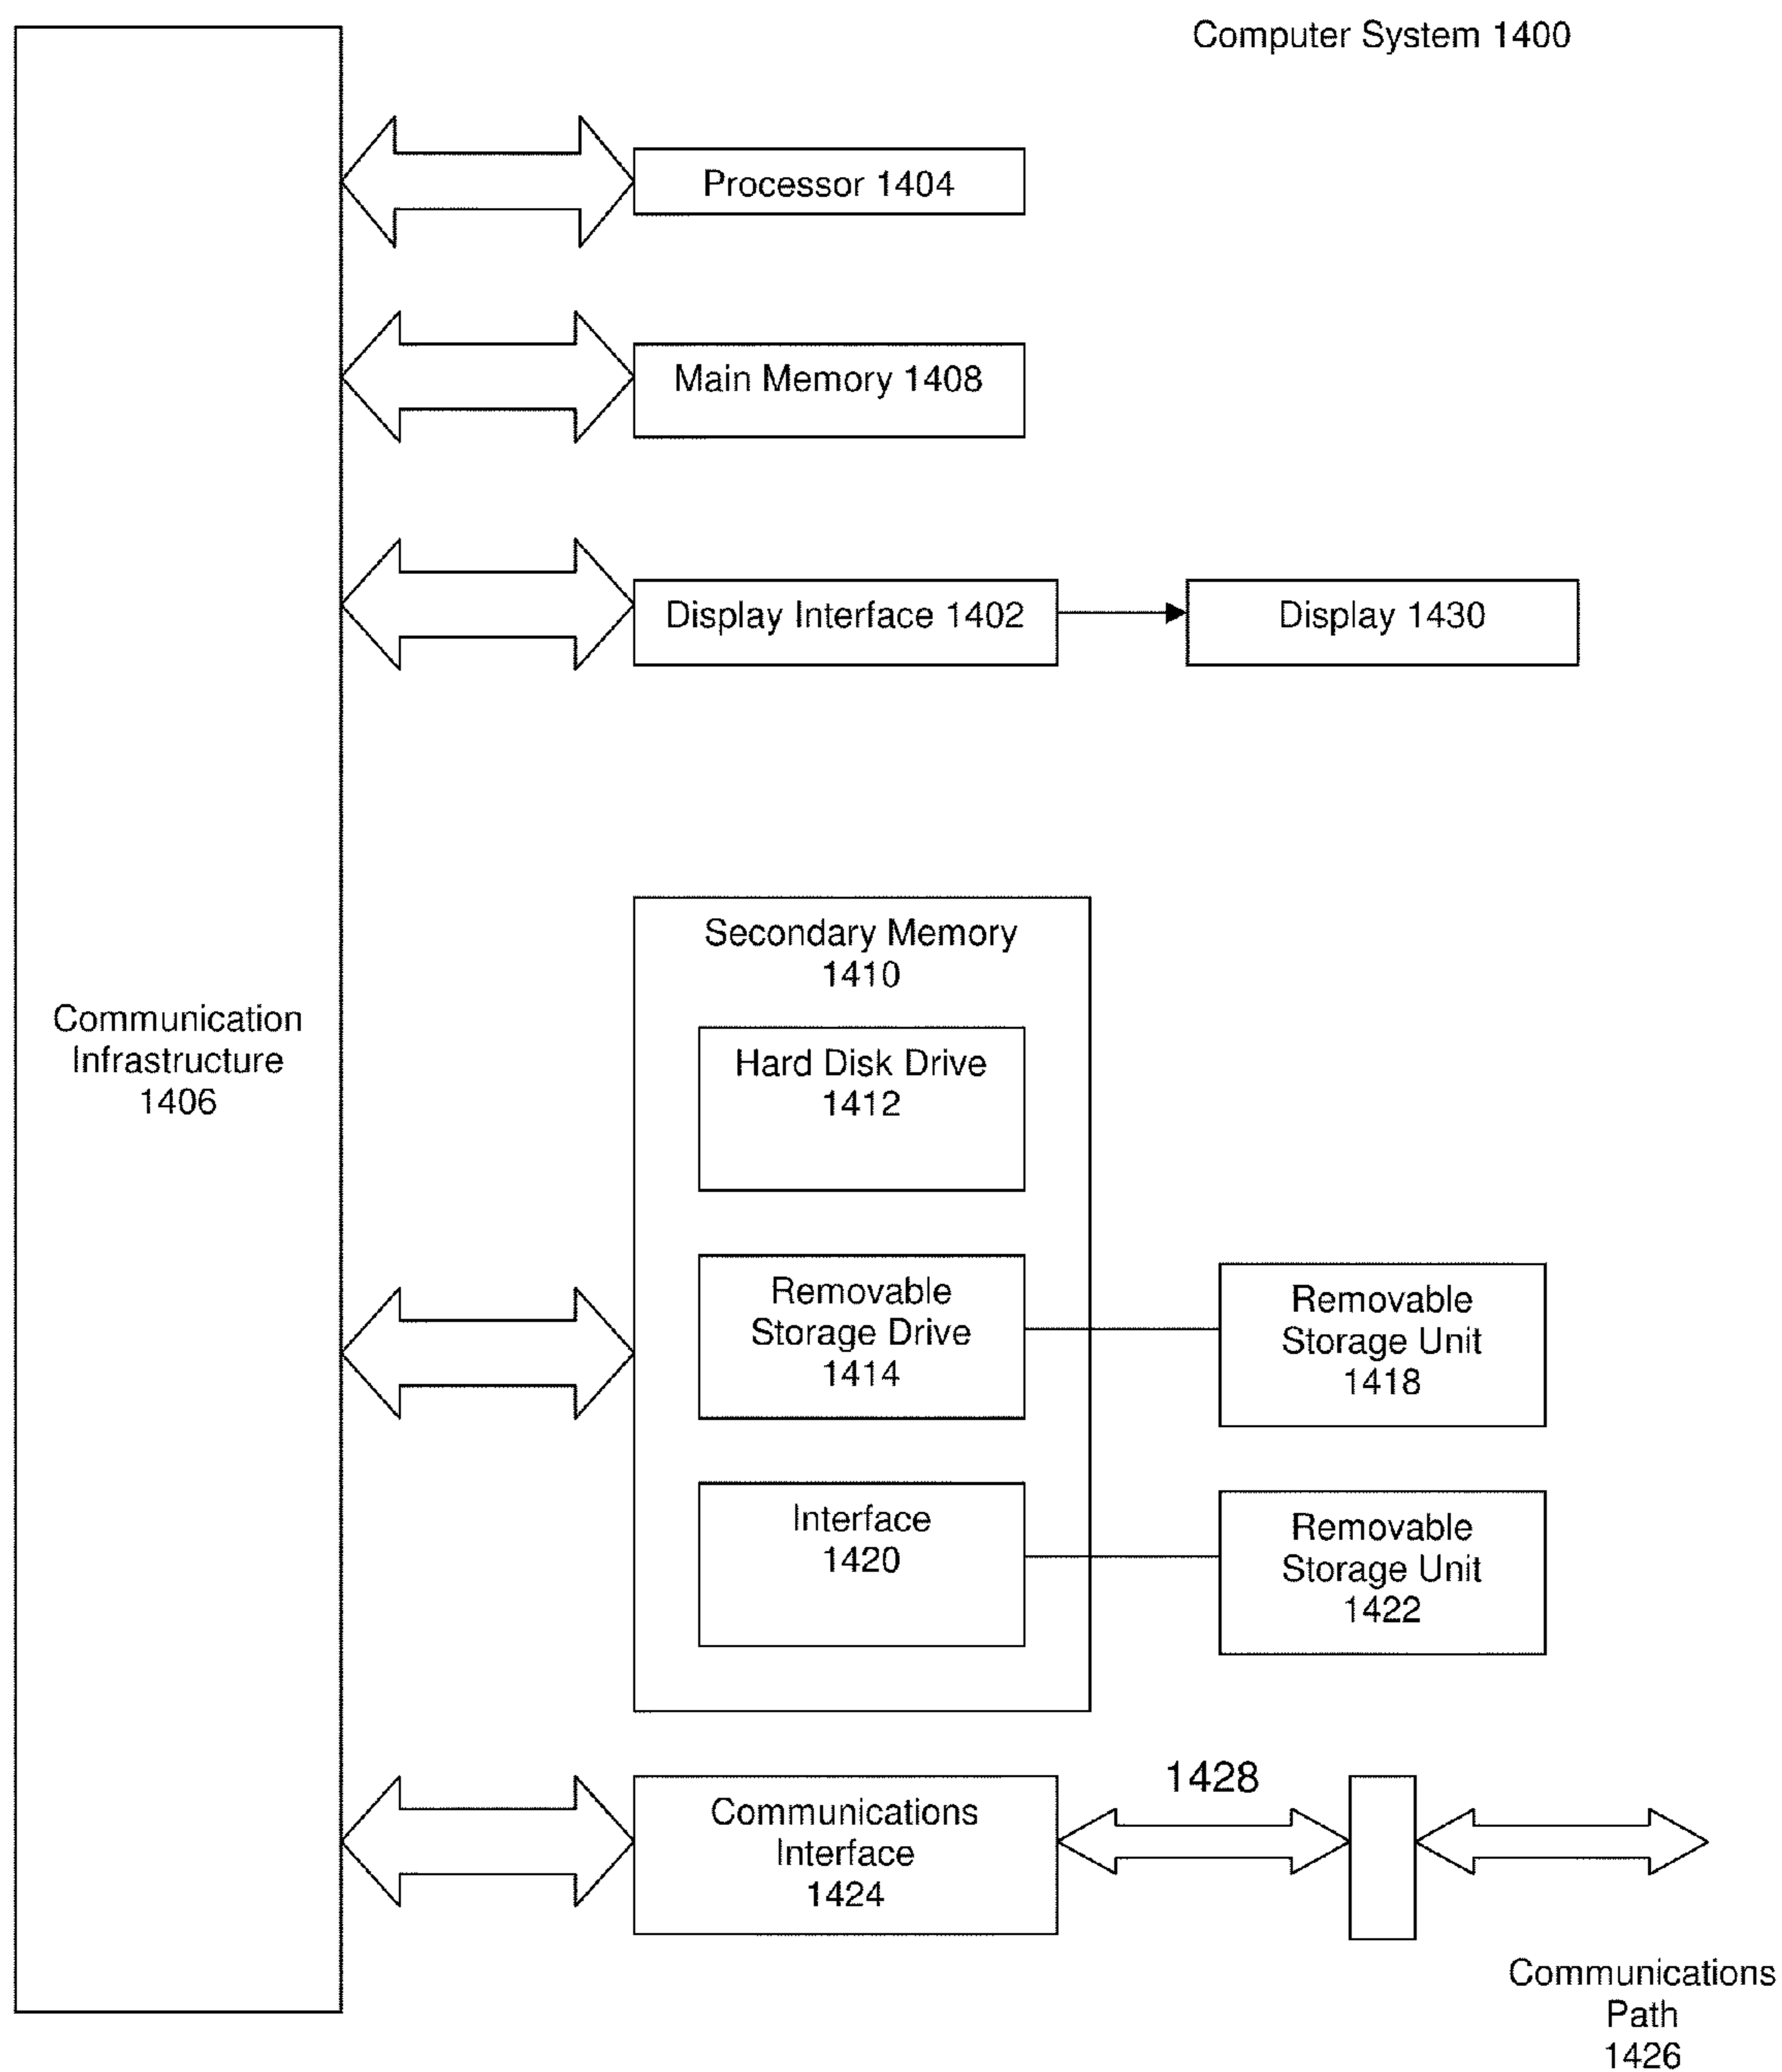 Computer System 1400
Processor 1404
Main Memory 1408
Display Interface 1402
Display 1430
Communication
Infrastructure
1406
Secondary Memory
1410
Hard Disk Drive
1412
Removable
Storage Drive
1414
Removable
Storage Unit
1418
Interface
1420
Removable
Storage Unit
1422
Communications
Interface
1424
1428
Communications
Path
1426